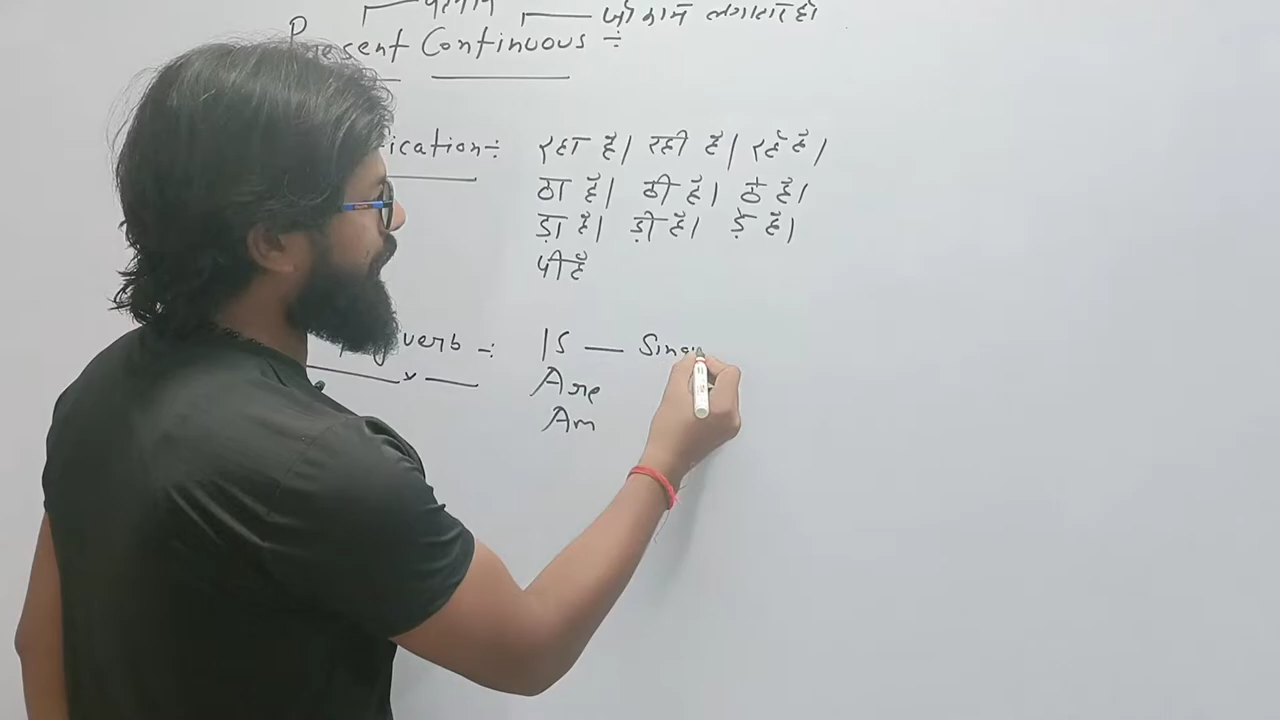 जो काम लगातार हो
Present Continuous ÷
ication ÷ रहा है| रही है| रहे है|
ठा है| ठी है| ठे है|
ड़ा है| ड़ी है| ड़े है|
पी है
verb ÷ Is — Sing
Are
Am